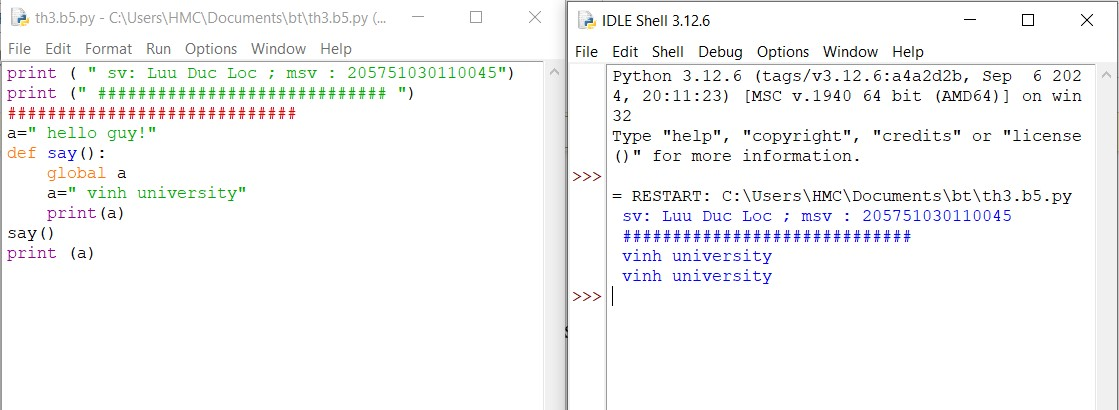 th3.b5.py - C:\Users\HMC\Documents\bt\th3.b5.py (...
File Edit Format Run Options Window Help
print ( " sv: Luu Duc Loc ; msv : 205751030110045")
print (" ############################# ")
#############################
a=" hello guy!"
def say():
    global a
    a=" vinh university"
    print(a)
say()
print (a)
IDLE Shell 3.12.6
File Edit Shell Debug Options Window Help
Python 3.12.6 (tags/v3.12.6:a4a2d2b, Sep  6 202
4, 20:11:23) [MSC v.1940 64 bit (AMD64)] on win
32
Type "help", "copyright", "credits" or "license
()" for more information.
>>>
= RESTART: C:\Users\HMC\Documents\bt\th3.b5.py
 sv: Luu Duc Loc ; msv : 205751030110045
 #############################
 vinh university
 vinh university
>>>